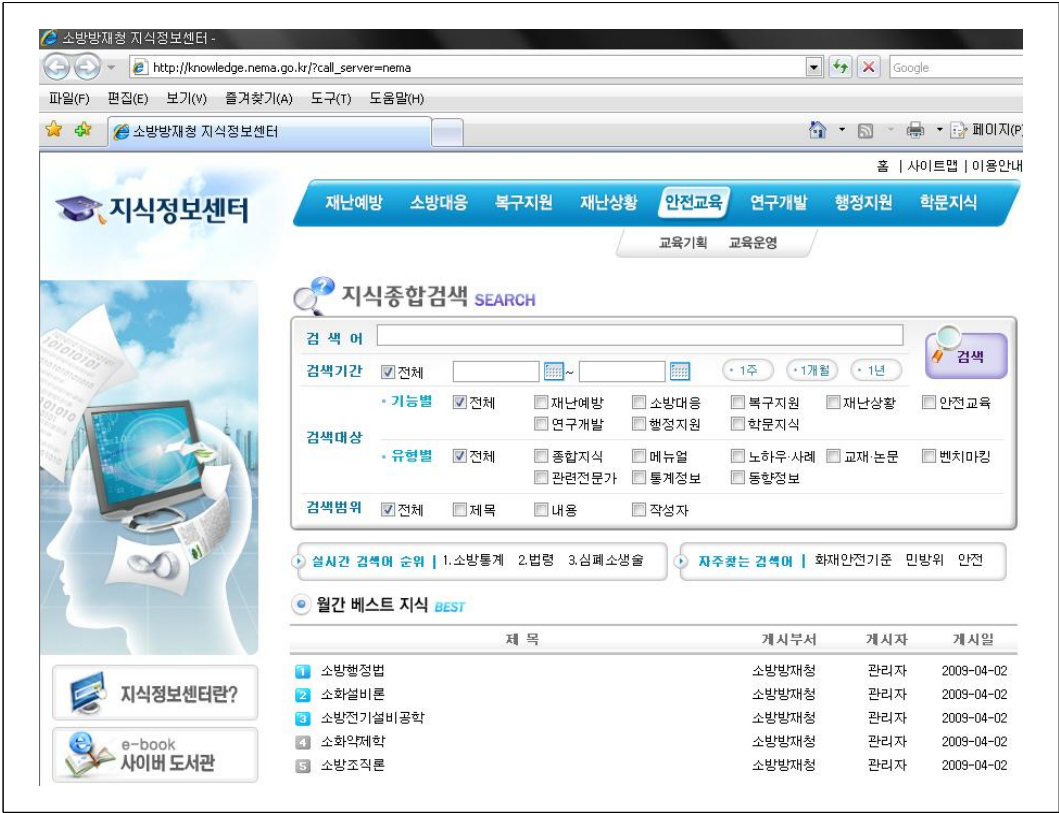 소방방재청 지식정보센터 -
http://knowledge.nema.go.kr/?call_server=nema
Google
파일(F) 편집(E) 보기(V) 즐겨찾기(A) 도구(T) 도움말(H)
소방방재청 지식정보센터
페이지(P
홈 | 사이트맵 | 이용안내
지식정보센터
재난예방 소방대응 복구지원 재난상황 안전교육 연구개발 행정지원 학문지식
교육기획 교육운영
지식종합검색 SEARCH
검 색 어
검색
검색기간 전체 ~ 1주 1개월 1년
검색대상
기능별 전체 재난예방 소방대응 복구지원 재난상황 안전교육
연구개발 행정지원 학문지식
유형별 전체 종합지식 메뉴얼 노하우·사례 교재·논문 벤치마킹
관련전문가 통계정보 동향정보
검색범위 전체 제목 내용 작성자
실시간 검색어 순위 | 1.소방통계 2.법령 3.심폐소생술
자주찾는 검색어 | 화재안전기준 민방위 안전
월간 베스트 지식 BEST
제 목 게시부서 게시자 게시일
1 소방행정법 소방방재청 관리자 2009-04-02
2 소화설비론 소방방재청 관리자 2009-04-02
3 소방전기설비공학 소방방재청 관리자 2009-04-02
4 소화약제학 소방방재청 관리자 2009-04-02
5 소방조직론 소방방재청 관리자 2009-04-02
지식정보센터란?
e-book
사이버 도서관